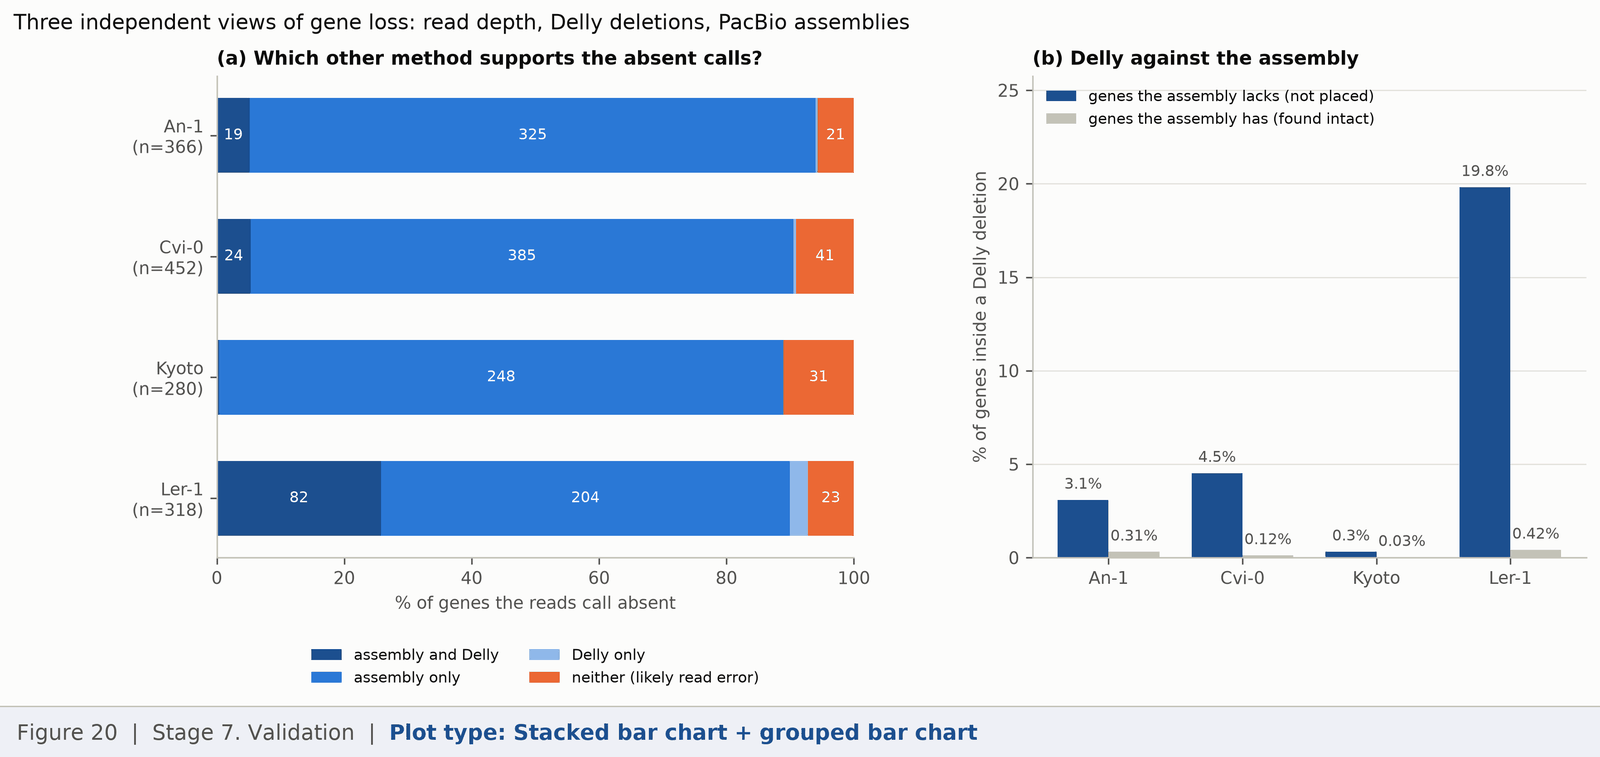 Three independent views of gene loss: read depth, Delly deletions, PacBio assemblies
(a) Which other method supports the absent calls?
An-1
(n=366)
19
325
21
Cvi-0
(n=452)
24
385
41
Kyoto
(n=280)
248
31
Ler-1
(n=318)
82
204
23
0
20
40
60
80
100
% of genes the reads call absent
assembly and Delly
assembly only
Delly only
neither (likely read error)
(b) Delly against the assembly
genes the assembly lacks (not placed)
genes the assembly has (found intact)
% of genes inside a Delly deletion
25
20
15
10
5
0
3.1%
0.31%
4.5%
0.12%
0.3%
0.03%
19.8%
0.42%
An-1
Cvi-0
Kyoto
Ler-1
Figure 20 | Stage 7. Validation | Plot type: Stacked bar chart + grouped bar chart